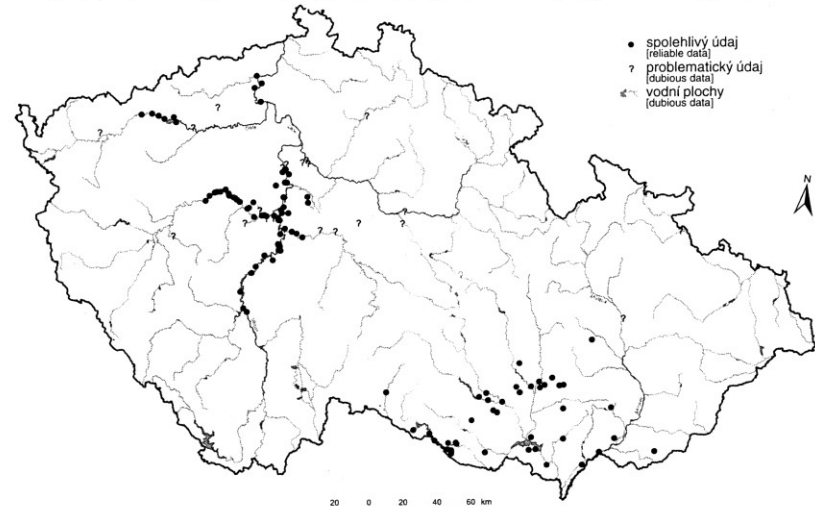 ● spolehlivý údaj
[reliable data]
? problematický údaj
[dubious data]
vodní plochy
[dubious data]
N
20 0 20 40 60 km